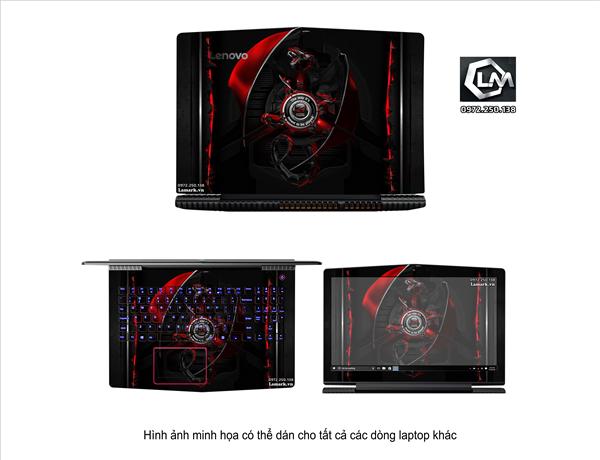 Lenovo
LM
0972.250.138
0972.250.138
Lamark.vn
0972.250.138
Lamark.vn
0972.250.138
Lamark.vn
Hình ảnh minh họa có thể dán cho tất cả các dòng laptop khác